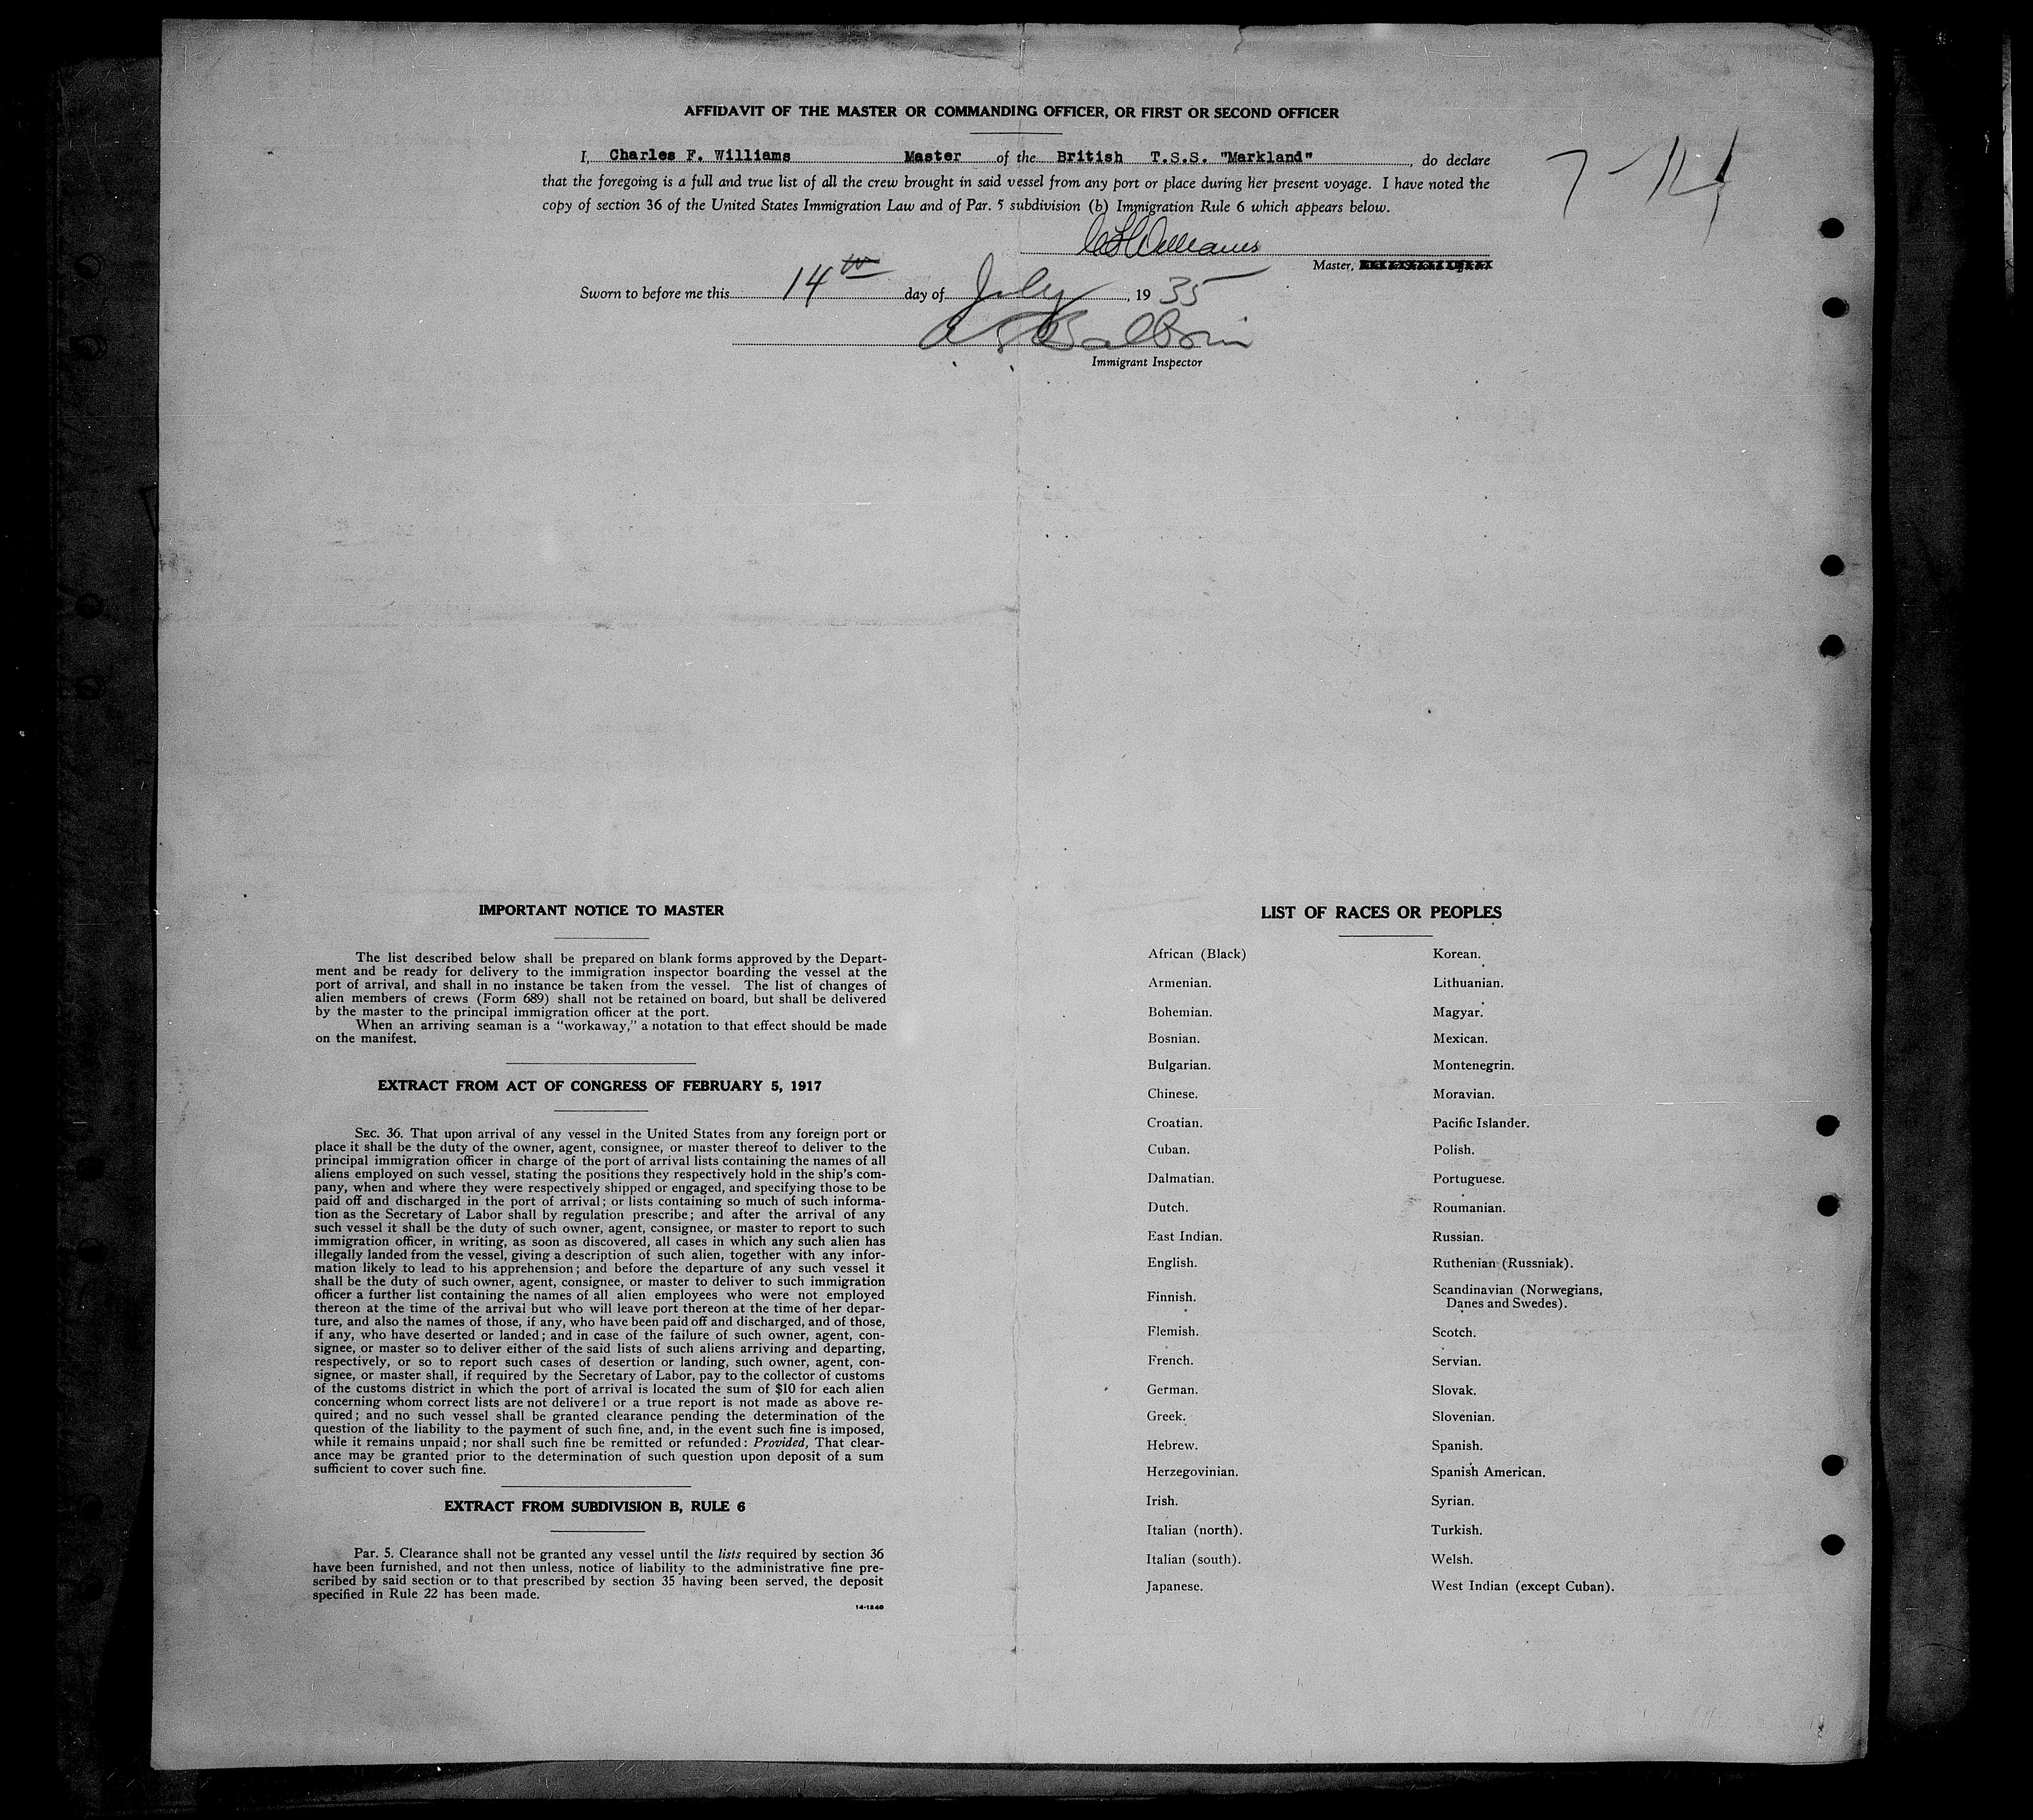 AFFIDAVIT OF THE MASTER OR COMMANDING OFFICER, OR FIRST OR SECOND OFFICER
I, Charles F. Williams Master of the British T.S.S. "Markland", do declare
that the foregoing is a full and true list of all the crew brought in said vessel from any port or place during her present voyage. I have noted the
copy of section 36 of the United States Immigration Law and of Par. 5 subdivision (b) Immigration Rule 6 which appears below.
7-14
C F Williams
Master,
Sworn to before me this 14th day of July, 1935
Immigrant Inspector
IMPORTANT NOTICE TO MASTER
The list described below shall be prepared on blank forms approved by the Depart-
ment and be ready for delivery to the immigration inspector boarding the vessel at the
port of arrival, and shall in no instance be taken from the vessel. The list of changes of
alien members of crews (Form 689) shall not be retained on board, but shall be delivered
by the master to the principal immigration officer at the port.
When an arriving seaman is a "workaway," a notation to that effect should be made
on the manifest.
EXTRACT FROM ACT OF CONGRESS OF FEBRUARY 5, 1917
SEC. 36. That upon arrival of any vessel in the United States from any foreign port or
place it shall be the duty of the owner, agent, consignee, or master thereof to deliver to the
principal immigration officer in charge of the port of arrival lists containing the names of all
aliens employed on such vessel, stating the positions they respectively hold in the ship's com-
pany, when and where they were respectively shipped or engaged, and specifying those to be
paid off and discharged in the port of arrival; or lists containing so much of such informa-
tion as the Secretary of Labor shall by regulation prescribe; and after the arrival of any
such vessel it shall be the duty of such owner, agent, consignee, or master to report to such
immigration officer, in writing, as soon as discovered, all cases in which any such alien has
illegally landed from the vessel, giving a description of such alien, together with any infor-
mation likely to lead to his apprehension; and before the departure of any such vessel it
shall be the duty of such owner, agent, consignee, or master to deliver to such immigration
officer a further list containing the names of all alien employees who were not employed
thereon at the time of the arrival but who will leave port thereon at the time of her depar-
ture, and also the names of those, if any, who have been paid off and discharged, and of those,
if any, who have deserted or landed; and in case of the failure of such owner, agent, con-
signee, or master so to deliver either of the said lists of such aliens arriving and departing,
respectively, or so to report such cases of desertion or landing, such owner, agent, con-
signee, or master shall, if required by the Secretary of Labor, pay to the collector of customs
of the customs district in which the port of arrival is located the sum of $10 for each alien
concerning whom correct lists are not delivered or a true report is not made as above re-
quired; and no such vessel shall be granted clearance pending the determination of the
question of the liability to the payment of such fine, and, in the event such fine is imposed,
while it remains unpaid; nor shall such fine be remitted or refunded: Provided, That clear-
ance may be granted prior to the determination of such question upon deposit of a sum
sufficient to cover such fine.
EXTRACT FROM SUBDIVISION B, RULE 6
Par. 5. Clearance shall not be granted any vessel until the lists required by section 36
have been furnished, and not then unless, notice of liability to the administrative fine pre-
scribed by said section or to that prescribed by section 35 having been served, the deposit
specified in Rule 22 has been made.
14-1240
LIST OF RACES OR PEOPLES
African (Black)
Armenian.
Bohemian.
Bosnian.
Bulgarian.
Chinese.
Croatian.
Cuban.
Dalmatian.
Dutch.
East Indian.
English.
Finnish.
Flemish.
French.
German.
Greek.
Hebrew.
Herzegovinian.
Irish.
Italian (north).
Italian (south).
Japanese.
Korean.
Lithuanian.
Magyar.
Mexican.
Montenegrin.
Moravian.
Pacific Islander.
Polish.
Portuguese.
Roumanian.
Russian.
Ruthenian (Russniak).
Scandinavian (Norwegians,
Danes and Swedes).
Scotch.
Servian.
Slovak.
Slovenian.
Spanish.
Spanish American.
Syrian.
Turkish.
Welsh.
West Indian (except Cuban).